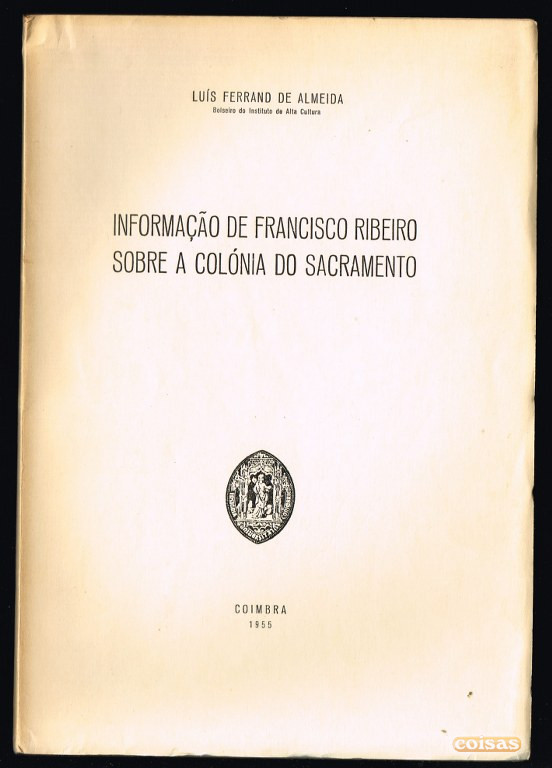 LUÍS FERRAND DE ALMEIDA
Bolseiro do Instituto de Alta Cultura
INFORMAÇÃO DE FRANCISCO RIBEIRO
SOBRE A COLÓNIA DO SACRAMENTO
COIMBRA
1955
coisas